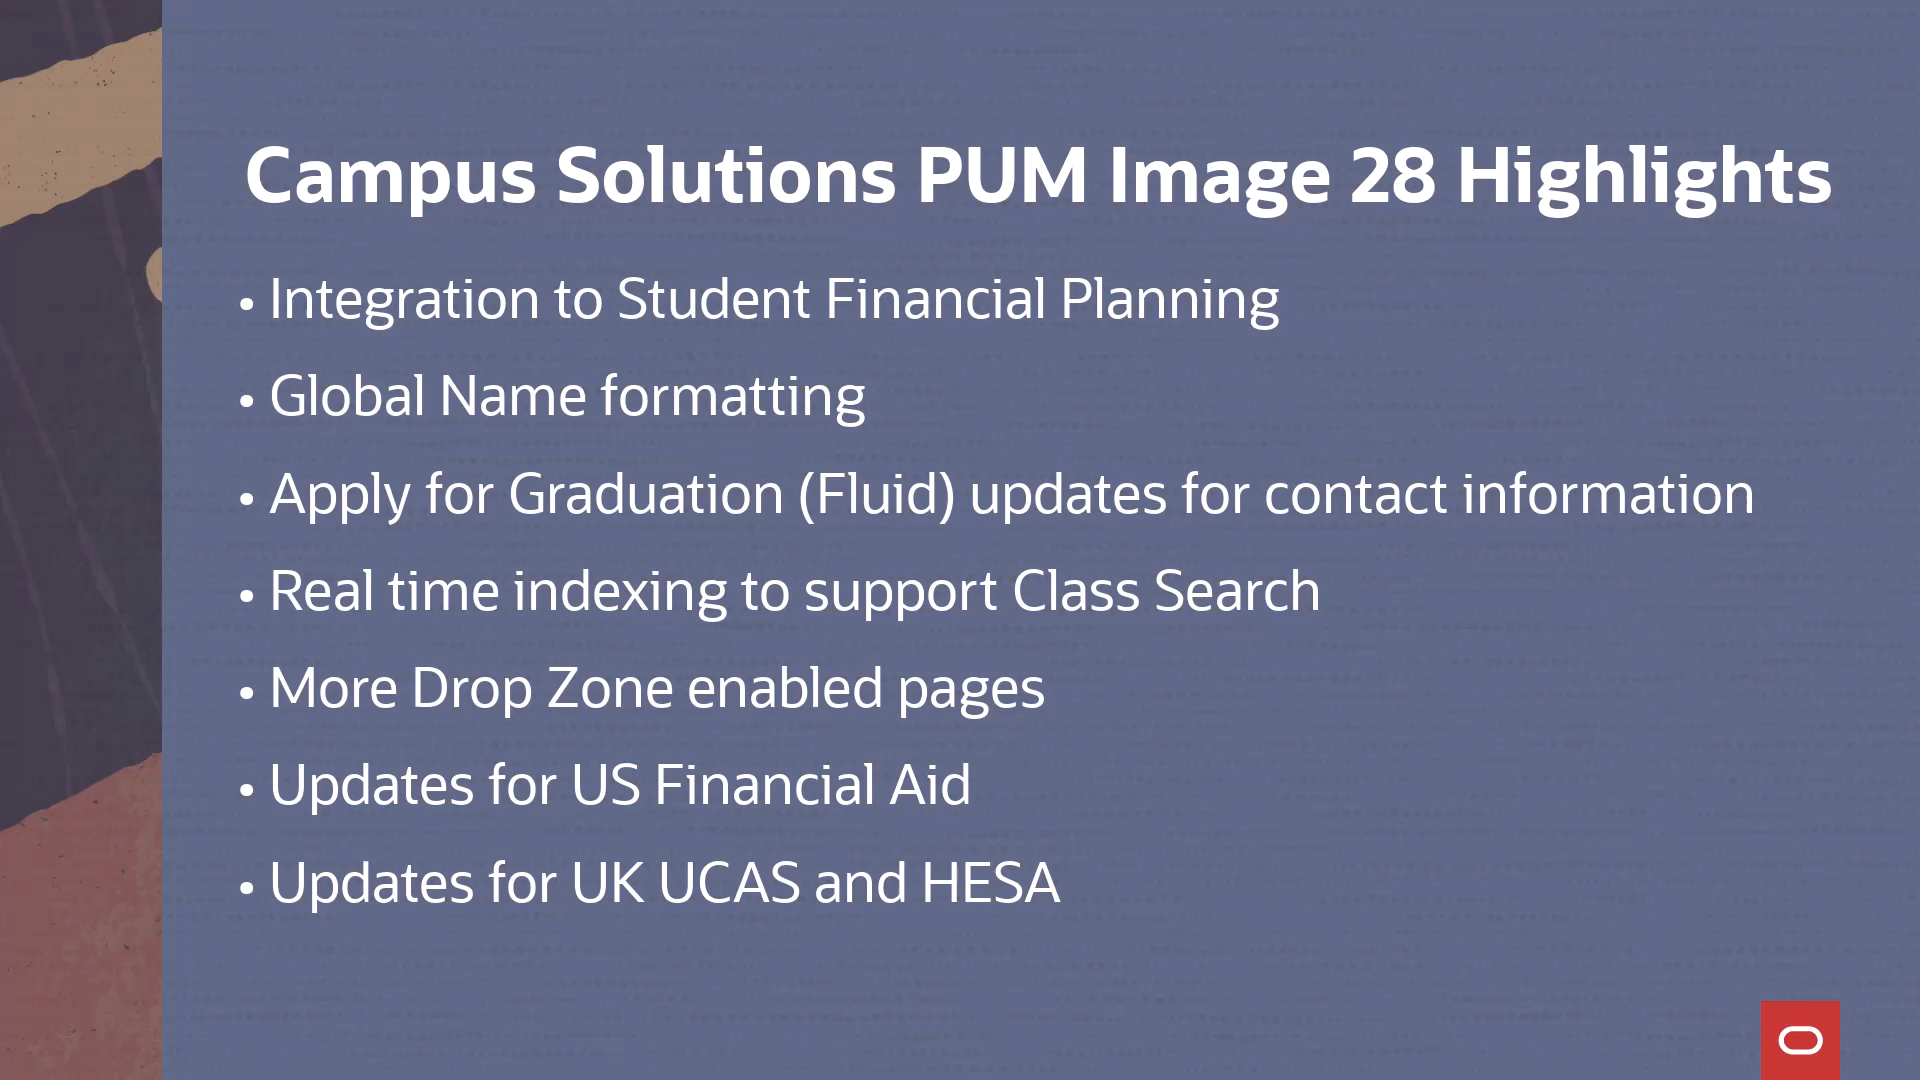 Campus Solutions PUM Image 28 Highlights
• Integration to Student Financial Planning
• Global Name formatting
• Apply for Graduation (Fluid) updates for contact information
• Real time indexing to support Class Search
• More Drop Zone enabled pages
• Updates for US Financial Aid
• Updates for UK UCAS and HESA